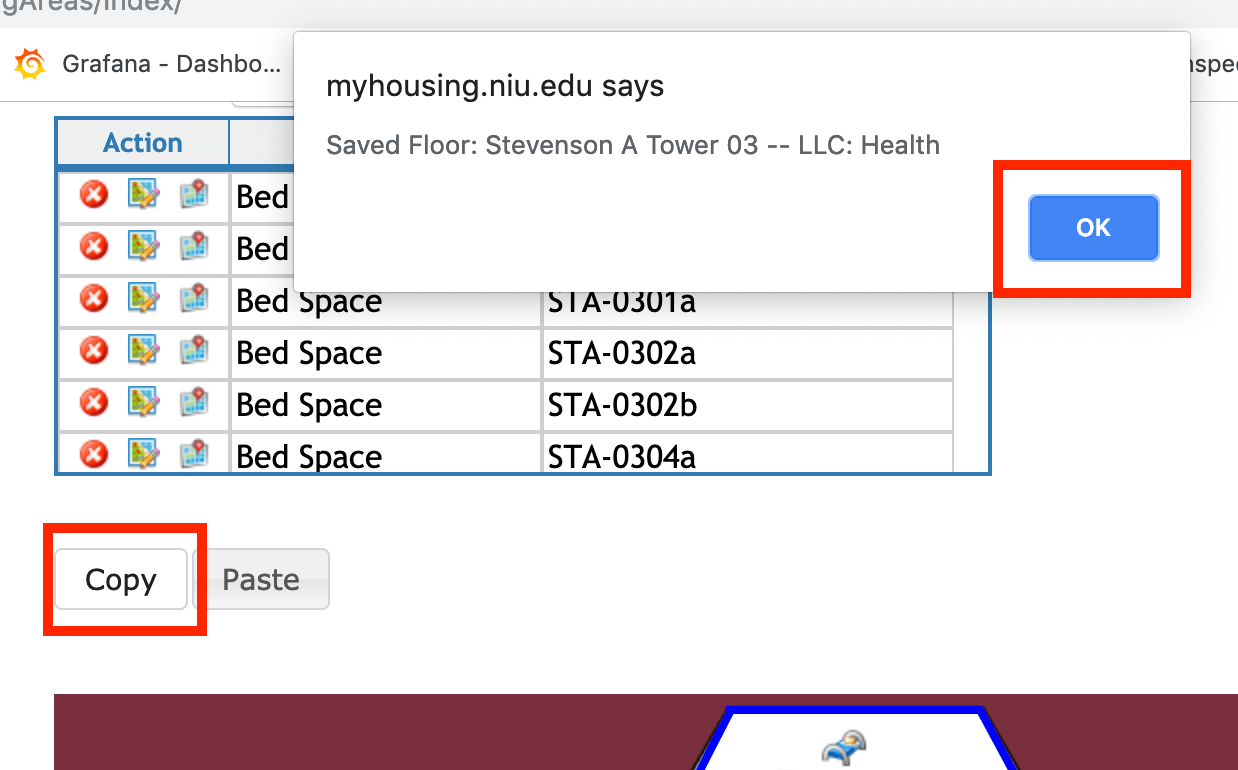 gAreas/index/
Grafana - Dashbo...
myhousing.niu.edu says
Saved Floor: Stevenson A Tower 03 -- LLC: Health
OK
Action
Bed
Bed
Bed Space STA-0301a
Bed Space STA-0302a
Bed Space STA-0302b
Bed Space STA-0304a
Copy Paste